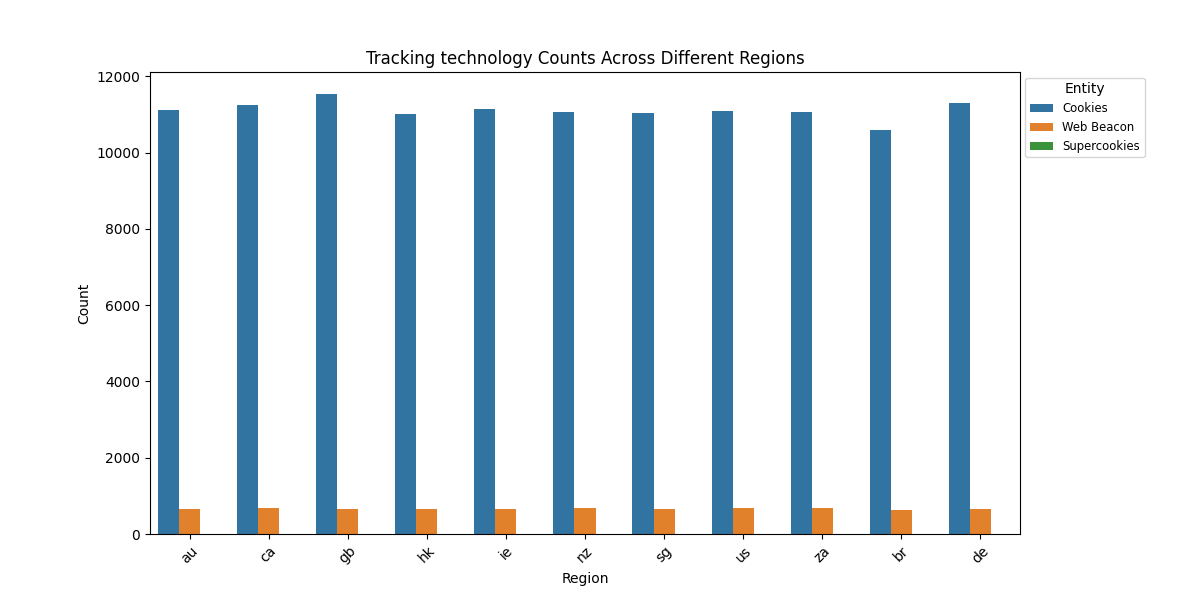 Tracking technology Counts Across Different Regions
12000
10000
8000
6000
4000
2000
0
Count
au ca gb hk ie nz sg us za br de
Region
Entity
Cookies
Web Beacon
Supercookies